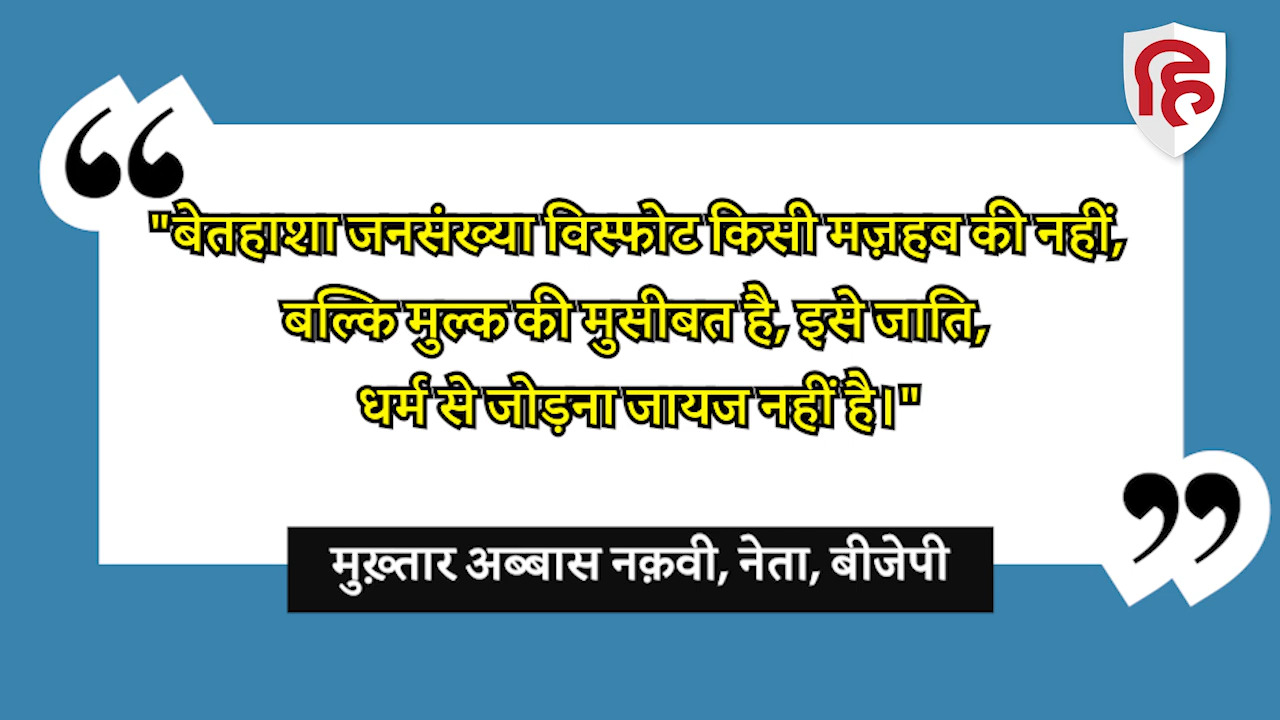 "बेतहाशा जनसंख्या विस्फोट किसी मज़हब की नहीं,
बल्कि मुल्क की मुसीबत है, इसे जाति,
धर्म से जोड़ना जायज नहीं है।"
मुख़्तार अब्बास नक़वी, नेता, बीजेपी
हि